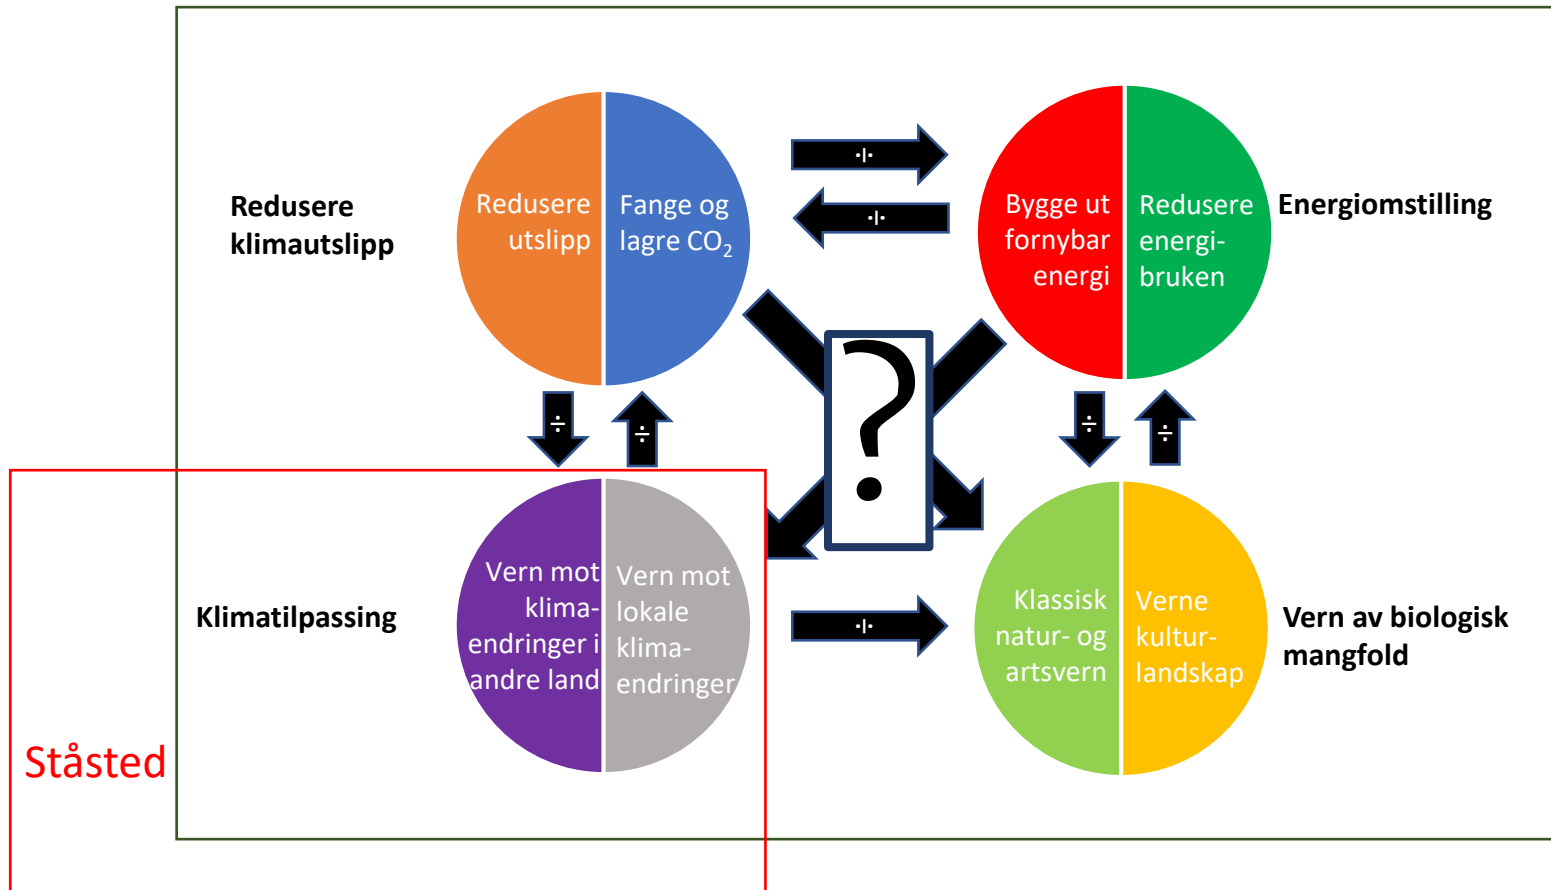 Redusere
klimautslipp
Redusere
utslipp
Fange og
lagre CO₂
·|·
·|·
Bygge ut
fornybar
energi
Redusere
energi-
bruken
Energiomstilling
?
÷
÷
÷
÷
Klimatilpassing
Vern mot
klima-
endringer i
andre land
Vern mot
lokale
klima-
endringer
·|·
Klassisk
natur- og
artsvern
Verne
kultur-
landskap
Vern av biologisk
mangfold
Ståsted